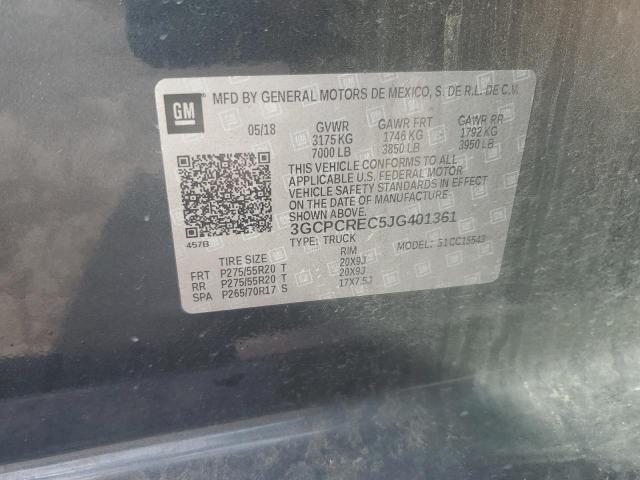 GM
MFD BY GENERAL MOTORS DE MEXICO, S. DE R.L. DE C.V.
05/18 GVWR GAWR FRT GAWR RR
3175 KG 1746 KG 1792 KG
7000 LB 3850 LB 3950 LB
THIS VEHICLE CONFORMS TO ALL
APPLICABLE U.S. FEDERAL MOTOR
VEHICLE SAFETY STANDARDS IN EFFECT
ON THE DATE OF MANUFACTURE
SHOWN ABOVE.
3GCPCREC5JG401361
457B
TYPE: TRUCK MODEL: 51CC15543
TIRE SIZE RIM
FRT P275/55R20 T 20X9J
RR P275/55R20 T 20X9J
SPA P265/70R17 S 17X7.5J